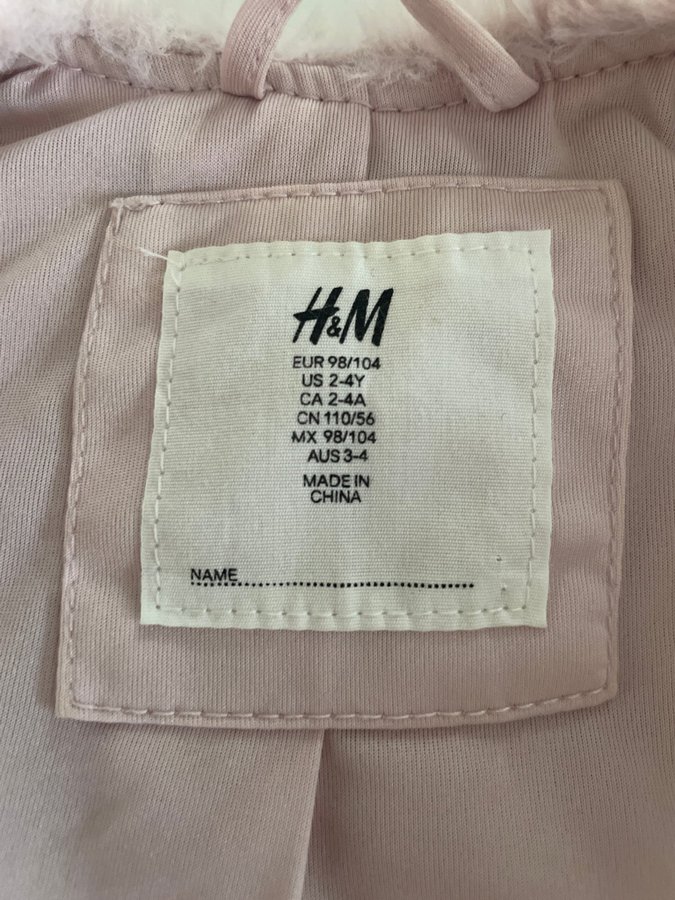 H&M
EUR 98/104
US 2-4Y
CA 2-4A
CN 110/56
MX 98/104
AUS 3-4
MADE IN
CHINA
NAME